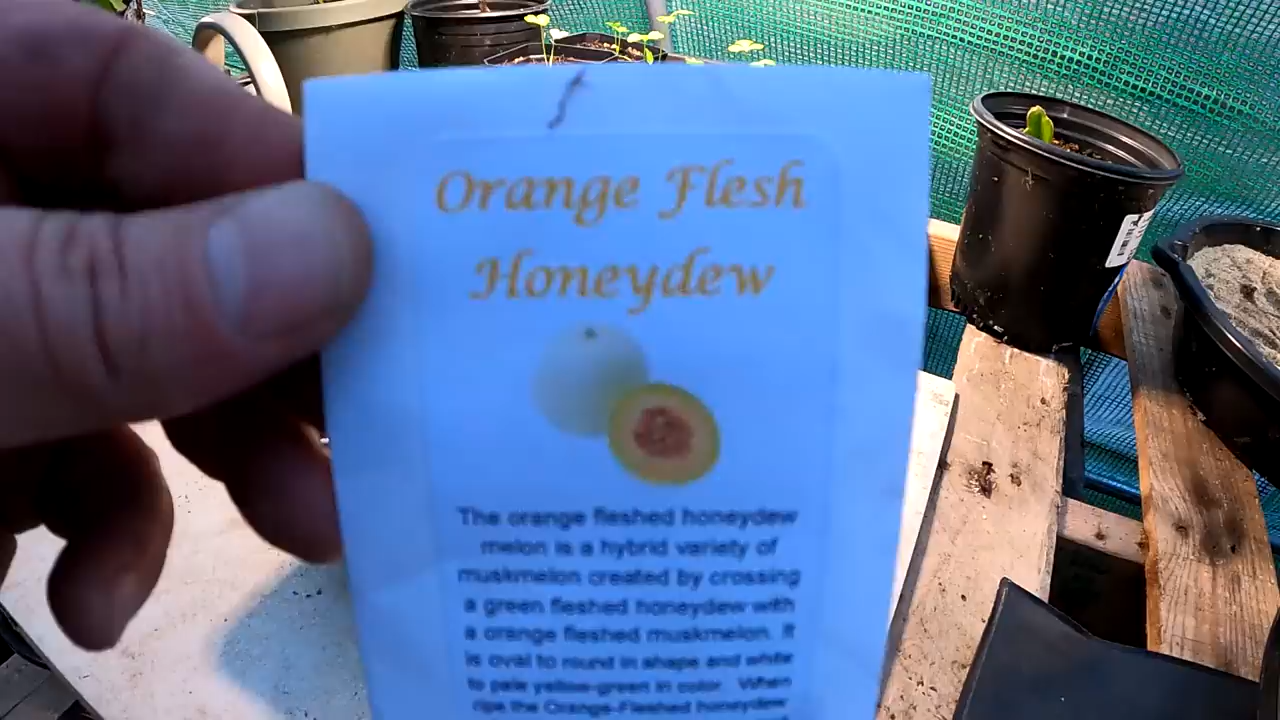 Orange Flesh
Honeydew
The orange fleshed honeydew
melon is a hybrid variety of
muskmelon created by crossing
a green fleshed honeydew with
a orange fleshed muskmelon. It
is oval to round in shape and white
to pale yellow-green in color. When
ripe the Orange-Fleshed honeydew